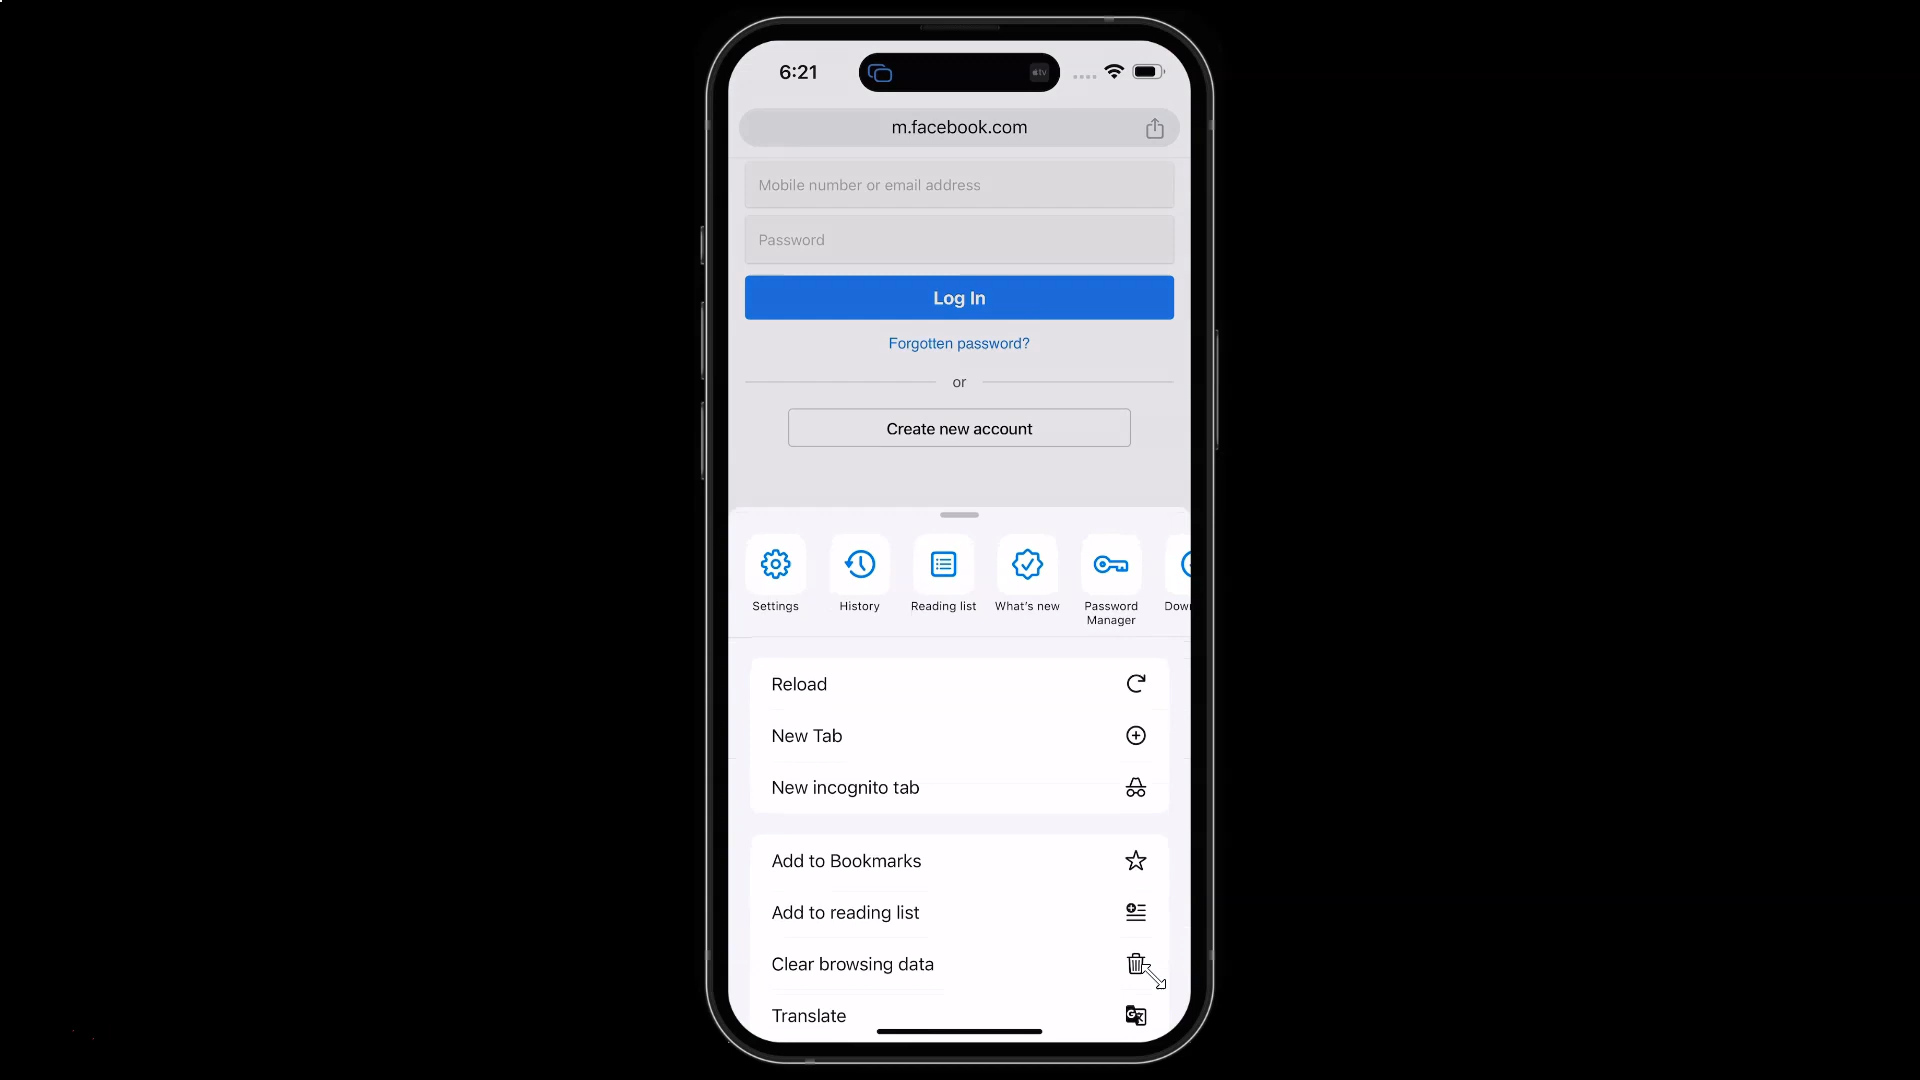 6:21
tv
m.facebook.com
Mobile number or email address
Password
Log In
Forgotten password?
or
Create new account
Settings
History
Reading list
What's new
Password
Manager
Dow
Reload
New Tab
New incognito tab
Add to Bookmarks
Add to reading list
Clear browsing data
Translate